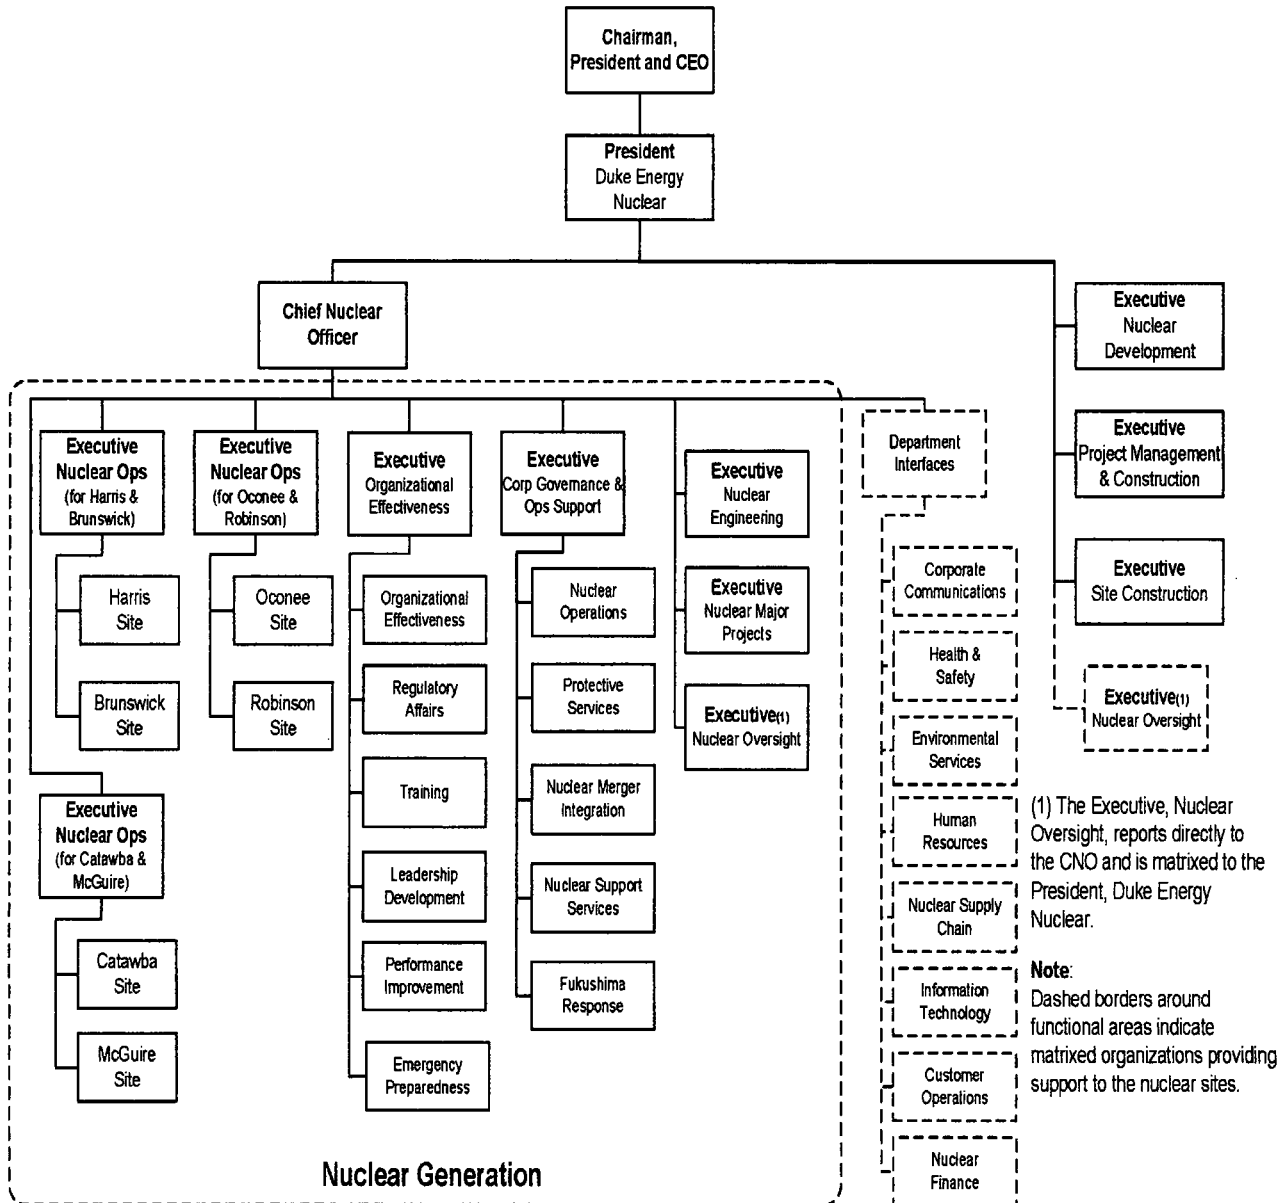 Chairman,
President and CEO
President
Duke Energy
Nuclear
Chief Nuclear
Officer
Executive
Nuclear
Development
Executive
Project Management
& Construction
Executive
Site Construction
Executive(1)
Nuclear Oversight
Executive
Nuclear Ops
(for Harris &
Brunswick)
Harris
Site
Brunswick
Site
Executive
Nuclear Ops
(for Catawba &
McGuire)
Catawba
Site
McGuire
Site
Executive
Nuclear Ops
(for Oconee &
Robinson)
Oconee
Site
Robinson
Site
Executive
Organizational
Effectiveness
Organizational
Effectiveness
Regulatory
Affairs
Training
Leadership
Development
Performance
Improvement
Emergency
Preparedness
Executive
Corp Governance &
Ops Support
Nuclear
Operations
Protective
Services
Nuclear Merger
Integration
Nuclear Support
Services
Fukushima
Response
Executive
Nuclear
Engineering
Executive
Nuclear Major
Projects
Executive(1)
Nuclear Oversight
Department
Interfaces
Corporate
Communications
Health &
Safety
Environmental
Services
Human
Resources
Nuclear Supply
Chain
Information
Technology
Customer
Operations
Nuclear
Finance
(1) The Executive, Nuclear
Oversight, reports directly to
the CNO and is matrixed to the
President, Duke Energy
Nuclear.
Note:
Dashed borders around
functional areas indicate
matrixed organizations providing
support to the nuclear sites.
Nuclear Generation